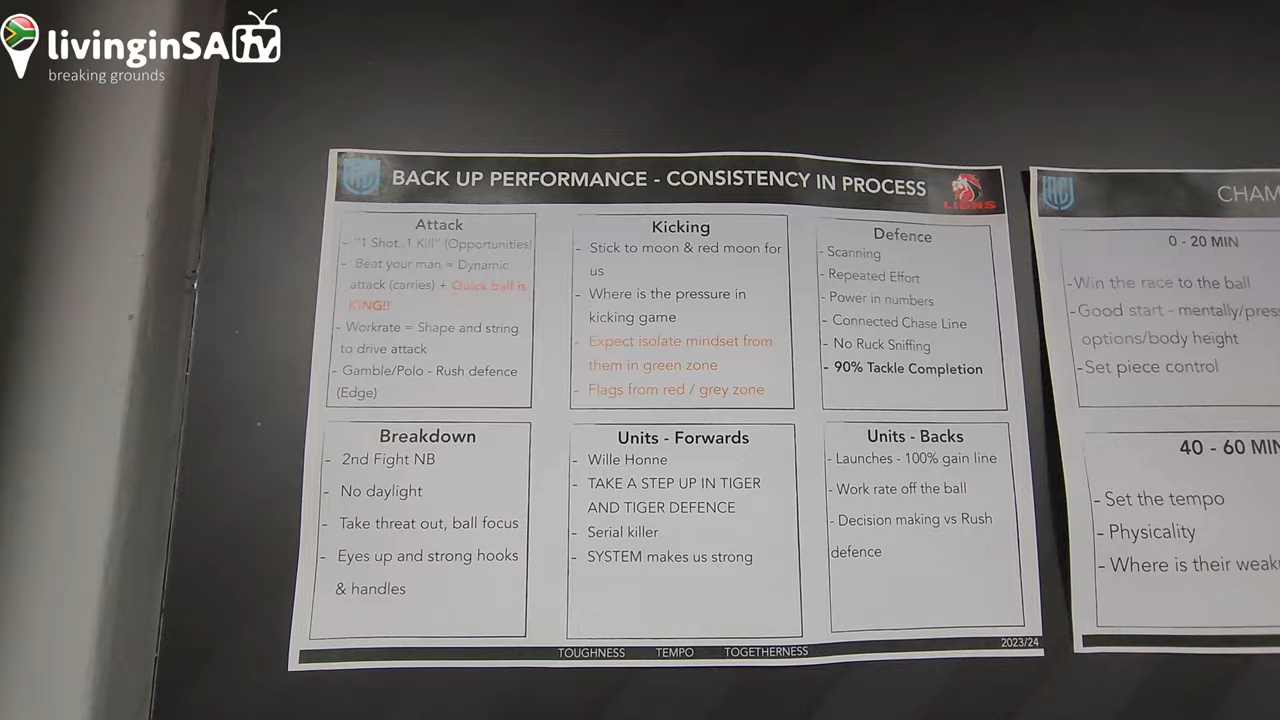 livinginSA tv
breaking grounds
BACK UP PERFORMANCE - CONSISTENCY IN PROCESS
LIONS
Attack
- "1 Shot..1 Kill" (Opportunities)
- Beat your man = Dynamic
attack (carries) + Quick ball is
KING!!
- Workrate = Shape and string
to drive attack
- Gamble/Polo - Rush defence
(Edge)
Kicking
- Stick to moon & red moon for
us
- Where is the pressure in
kicking game
- Expect isolate mindset from
them in green zone
- Flags from red / grey zone
Defence
- Scanning
- Repeated Effort
- Power in numbers
- Connected Chase Line
- No Ruck Sniffing
- 90% Tackle Completion
Breakdown
- 2nd Fight NB
- No daylight
- Take threat out, ball focus
- Eyes up and strong hooks
& handles
Units - Forwards
- Wille Honne
- TAKE A STEP UP IN TIGER
AND TIGER DEFENCE
- Serial killer
- SYSTEM makes us strong
Units - Backs
- Launches - 100% gain line
- Work rate off the ball
- Decision making vs Rush
defence
TOUGHNESS TEMPO TOGETHERNESS
2023/24
CHAM
0 - 20 MIN
-Win the race to the ball
-Good start - mentally/pres
options/body height
-Set piece control
40 - 60 MIN
- Set the tempo
- Physicality
- Where is their weak